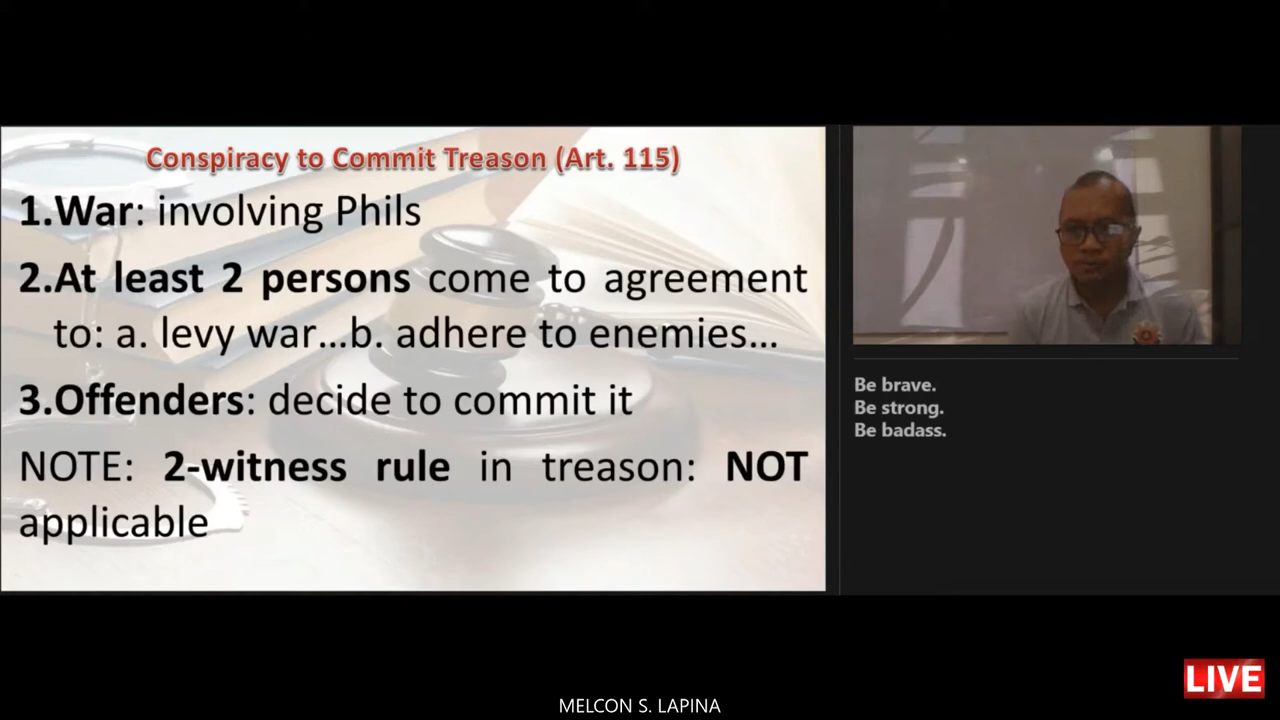 Conspiracy to Commit Treason (Art. 115)
1.War: involving Phils
2.At least 2 persons come to agreement
to: a. levy war...b. adhere to enemies...
3.Offenders: decide to commit it
NOTE: 2-witness rule in treason: NOT
applicable
Be brave.
Be strong.
Be badass.
LIVE
MELCON S. LAPINA